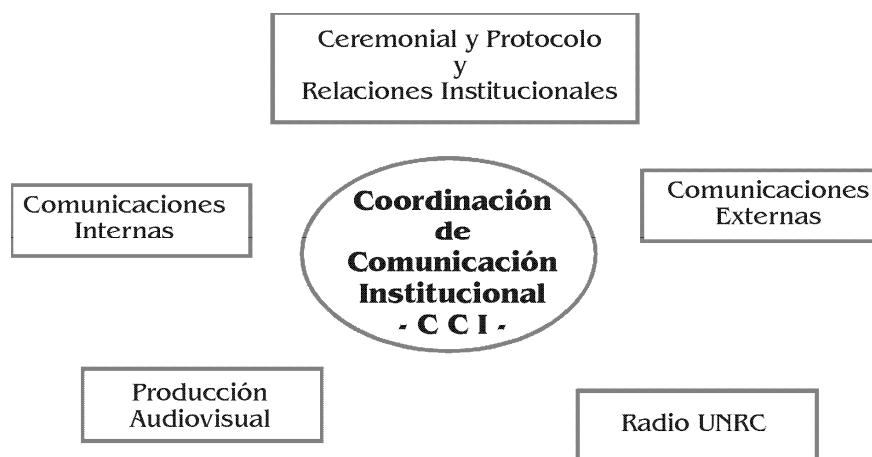 Ceremonial y Protocolo
y
Relaciones Institucionales
Comunicaciones
Internas
Coordinación
de
Comunicación
Institucional
- C C I -
Comunicaciones
Externas
Producción
Audiovisual
Radio UNRC